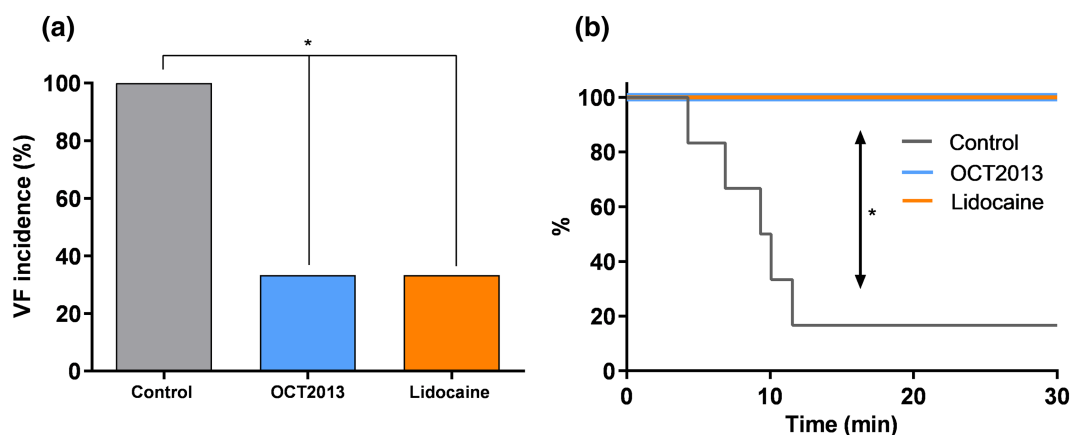 (a)
*
VF incidence (%)
100
80
60
40
20
0
Control OCT2013 Lidocaine
(b)
%
100
80
60
40
20
0
Control
OCT2013
Lidocaine
*
0 10 20 30
Time (min)